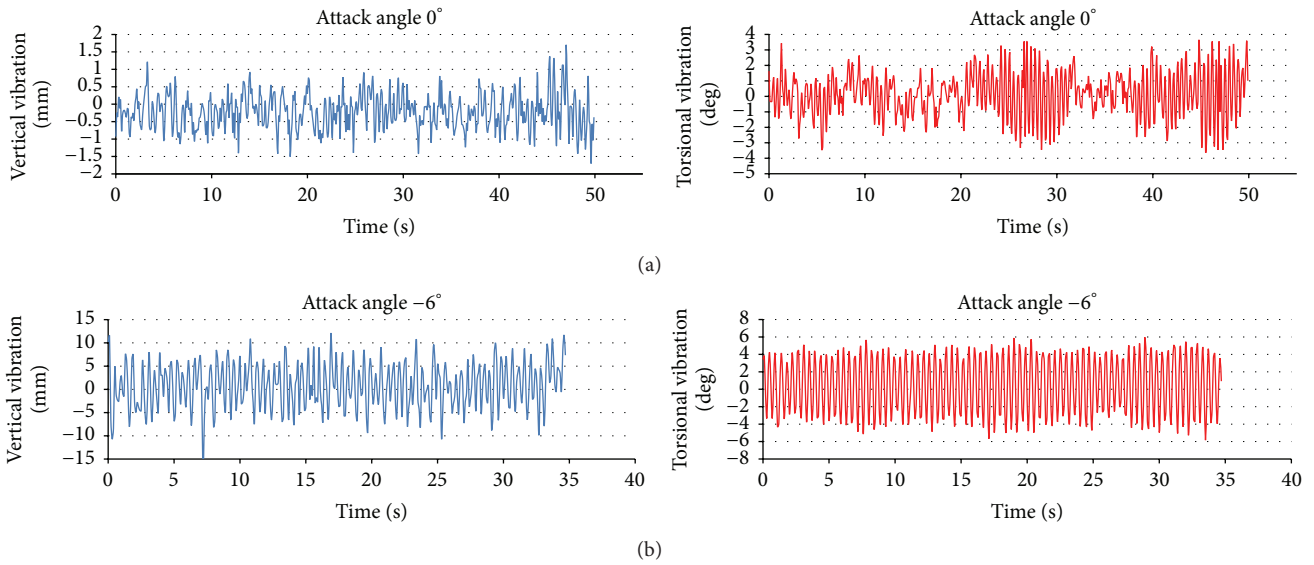 Attack angle 0°
Vertical vibration
(mm)
2
1.5
1
0.5
0
−0.5
−1
−1.5
−2
0 10 20 30 40 50
Time (s)
Attack angle 0°
Torsional vibration
(deg)
4
3
2
1
0
−1
−2
−3
−4
−5
0 10 20 30 40 50
Time (s)
(a)
Attack angle −6°
Vertical vibration
(mm)
15
10
5
0
−5
−10
−15
0 5 10 15 20 25 30 35 40
Time (s)
Attack angle −6°
Torsional vibration
(deg)
8
6
4
2
0
−2
−4
−6
−8
0 5 10 15 20 25 30 35 40
Time (s)
(b)